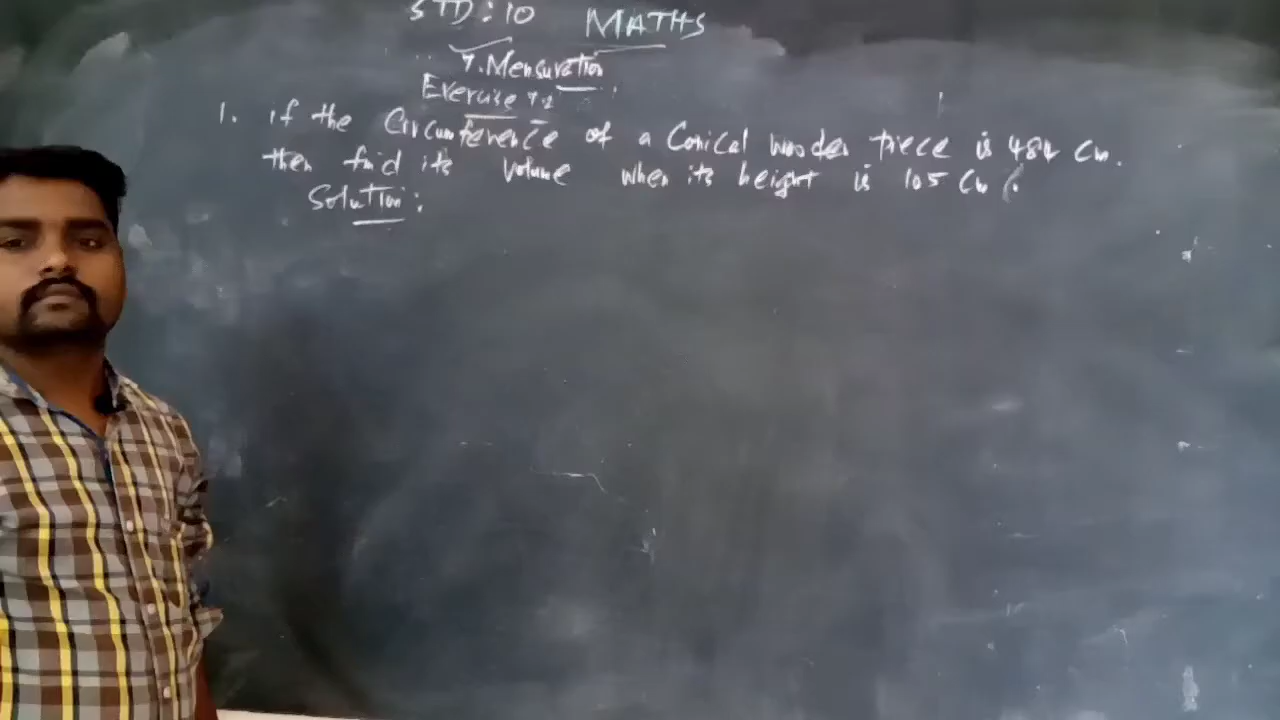 STD : 10 MATHS
7. Mensuration
Exercise 7.2
1. if the Circumference of a Conical wooden piece is 484 Cm.
then find its Volume when its height is 105 Cm.
Solution :